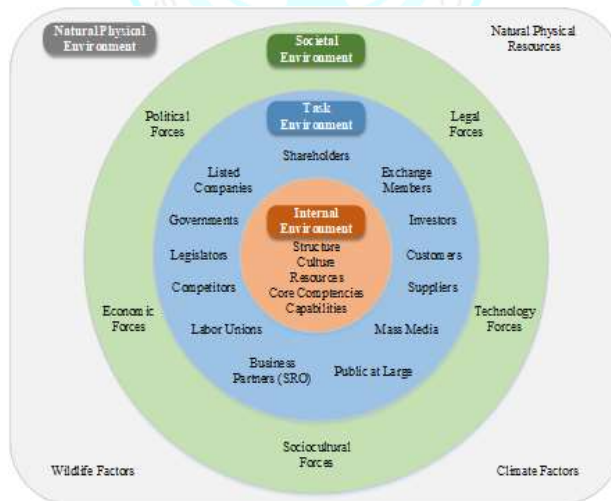 Natural Physical
Environment
Societal
Environment
Natural Physical
Resources
Political
Forces
Task
Environment
Legal
Forces
Shareholders
Listed
Companies
Exchange
Members
Governments
Internal
Environment
Investors
Legislators
Structure
Culture
Resources
Core Comptencies
Capabilities
Customers
Competitors
Suppliers
Economic
Forces
Labor Unions
Mass Media
Technology
Forces
Business
Partners (SRO)
Public at Large
Sociocultural
Forces
Wildlife Factors
Climate Factors